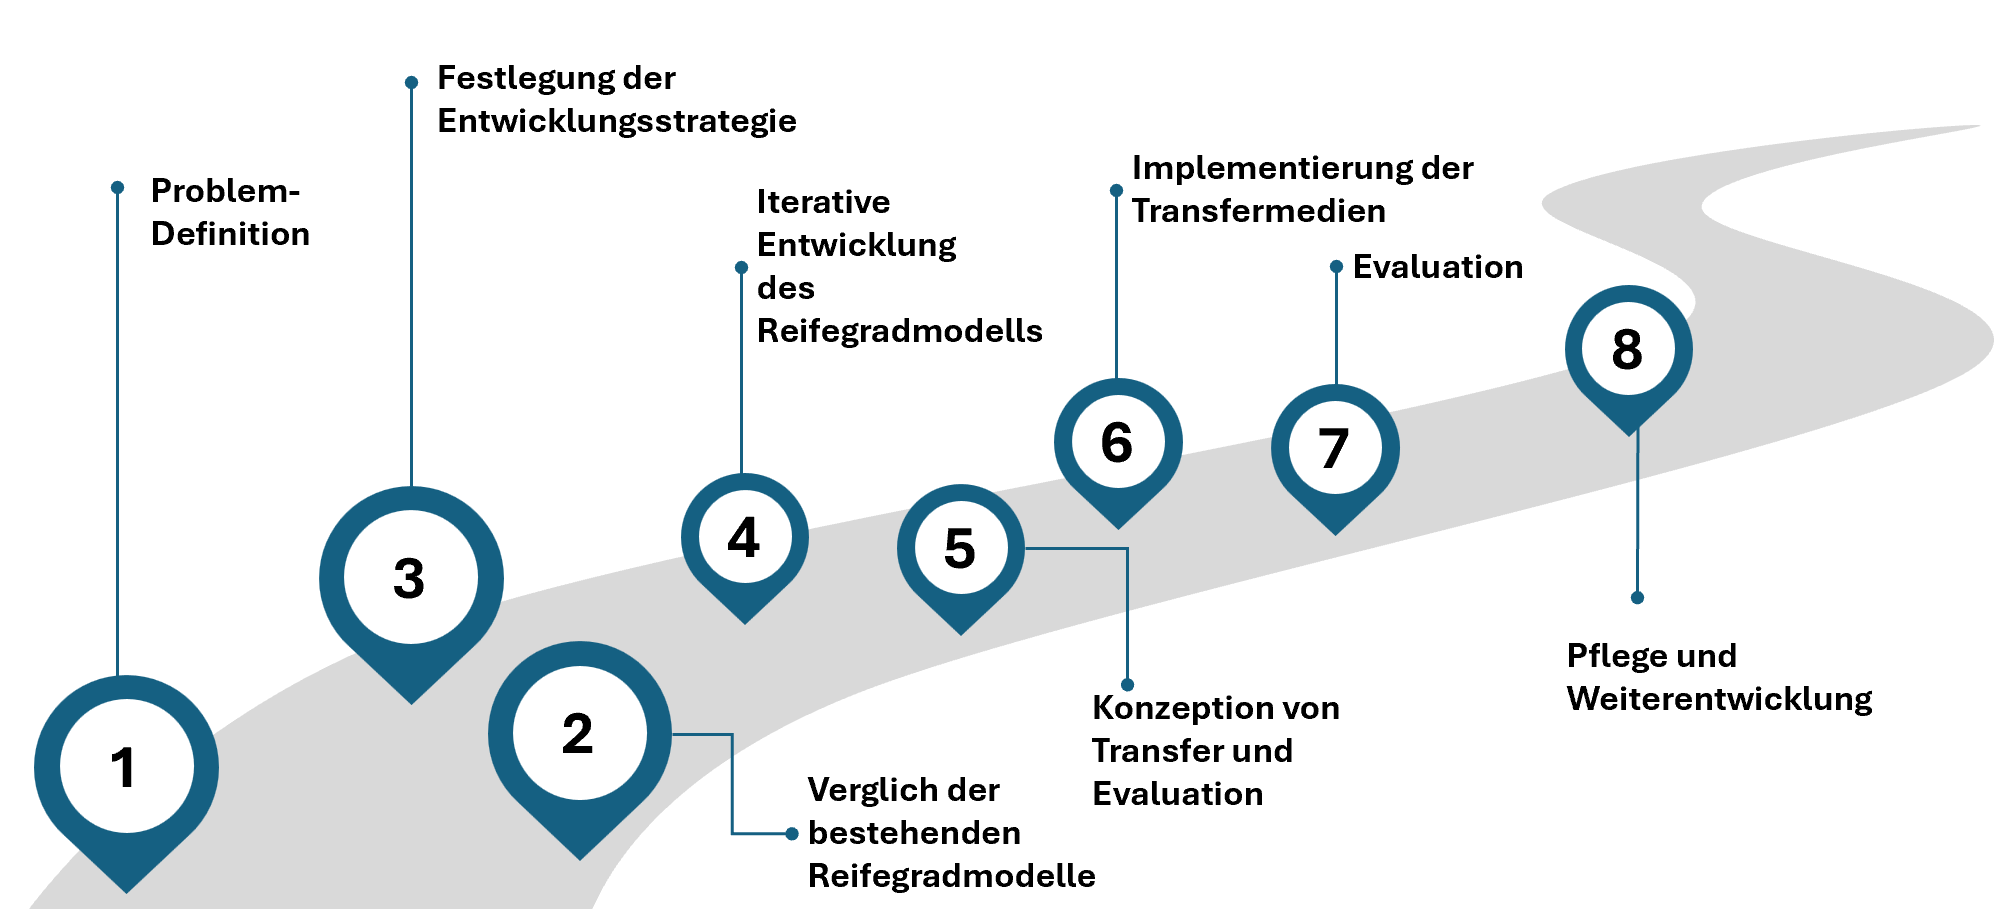 1
Problem-
Definition
2
Verglich der
bestehenden
Reifegradmodelle
3
Festlegung der
Entwicklungsstrategie
4
Iterative
Entwicklung
des
Reifegradmodells
5
Konzeption von
Transfer und
Evaluation
6
Implementierung der
Transfermedien
7
Evaluation
8
Pflege und
Weiterentwicklung